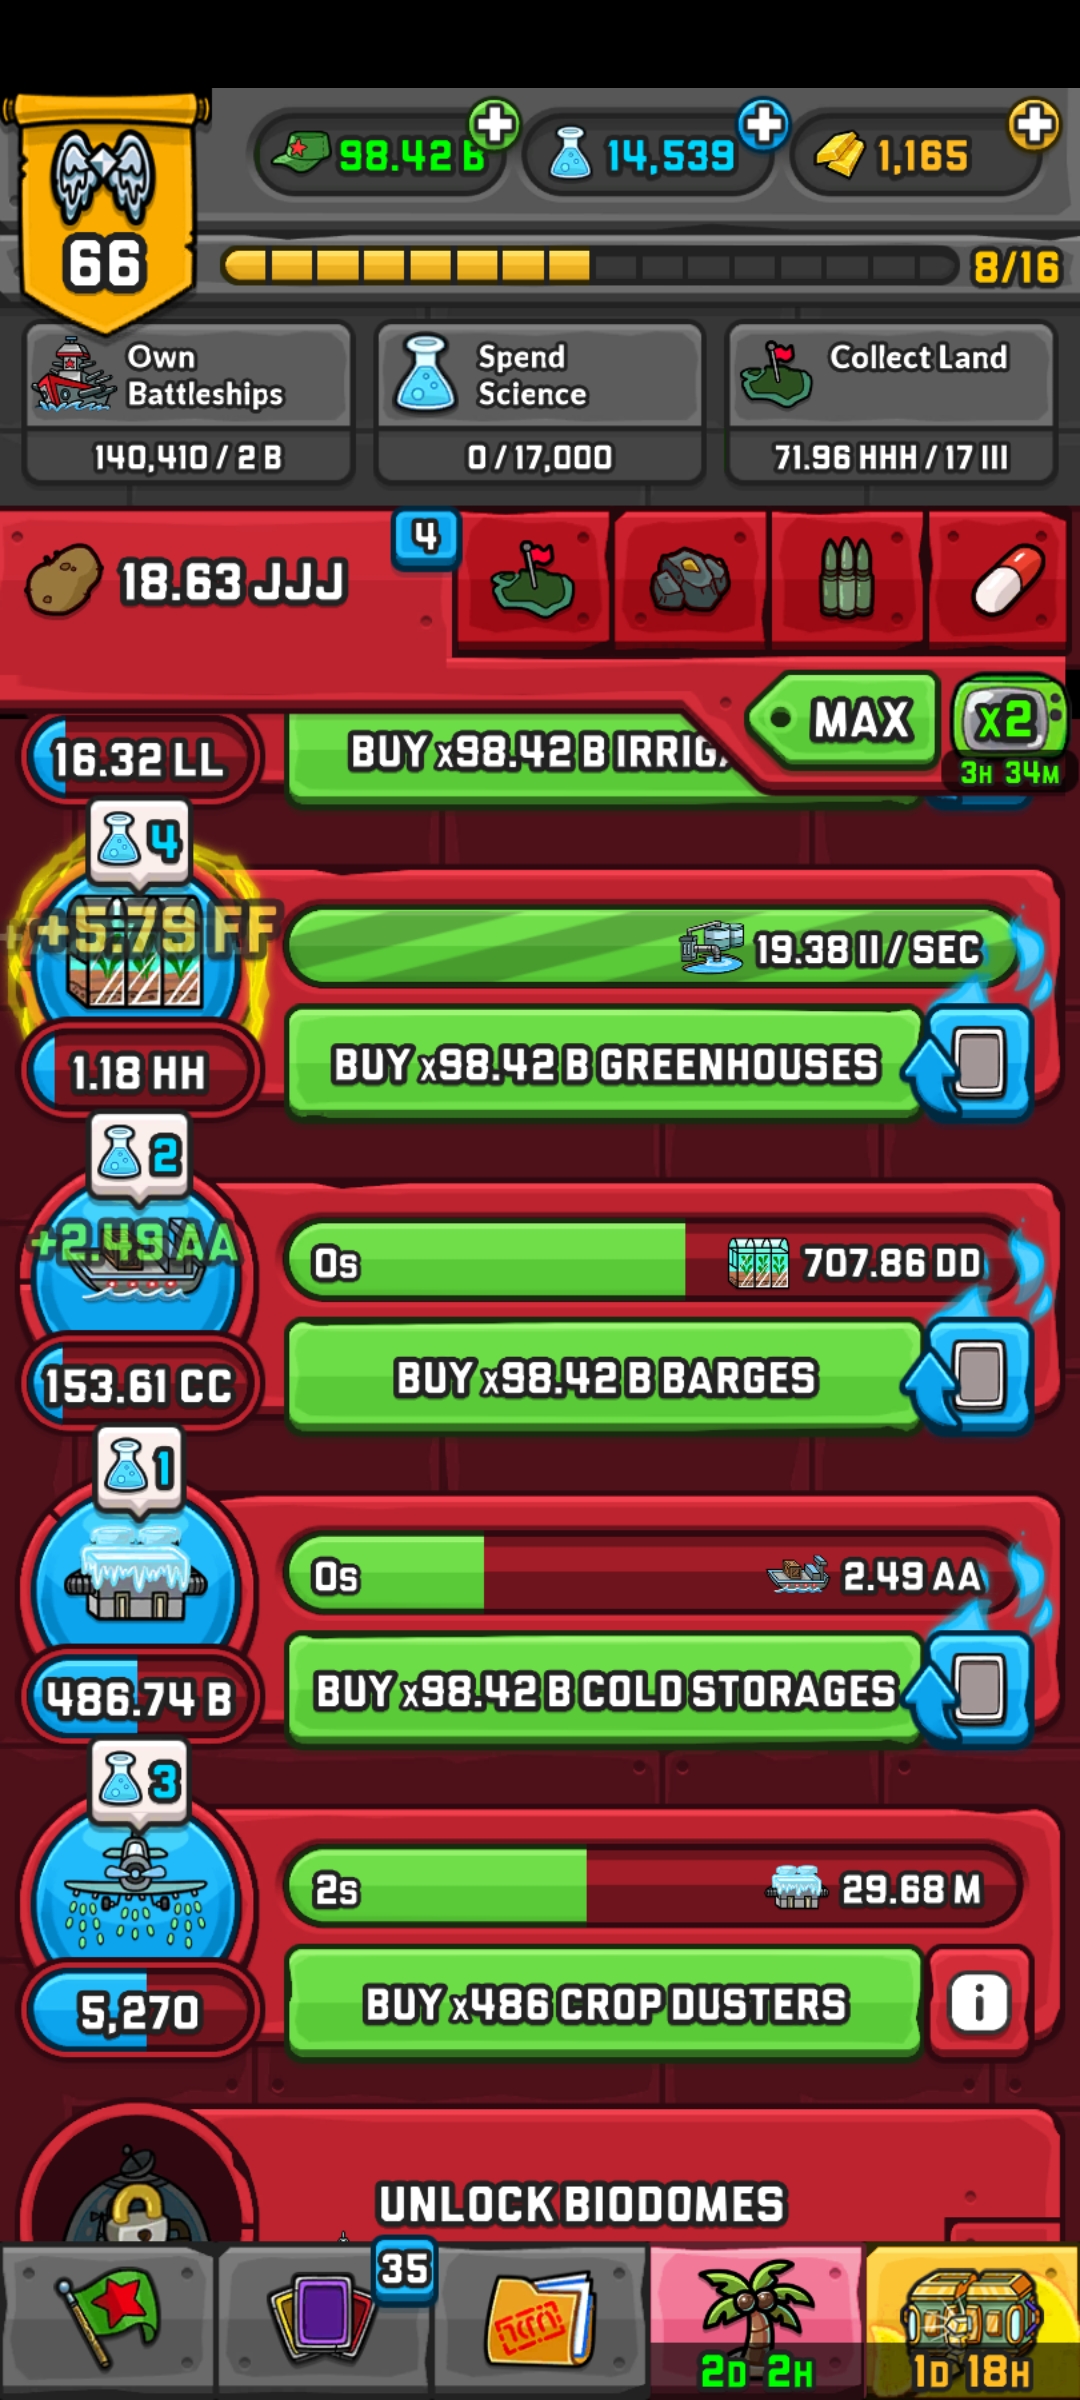 98.42 B
14,539
1,165
66
8/16
Own
Battleships
140,410 / 2 B
Spend
Science
0 / 17,000
Collect Land
71.96 HHH / 17 III
18.63 JJJ
4
MAX
x2
3H 34M
16.32 LL
BUY x98.42 B IRRIG
4
+5.79 FF
19.38 II / SEC
1.18 HH
BUY x98.42 B GREENHOUSES
2
+2.49 AA
0s
707.86 DD
153.61 CC
BUY x98.42 B BARGES
1
0s
2.49 AA
486.74 B
BUY x98.42 B COLD STORAGES
3
2s
29.68 M
5,270
BUY x486 CROP DUSTERS
i
UNLOCK BIODOMES
35
2D 2H
1D 18H